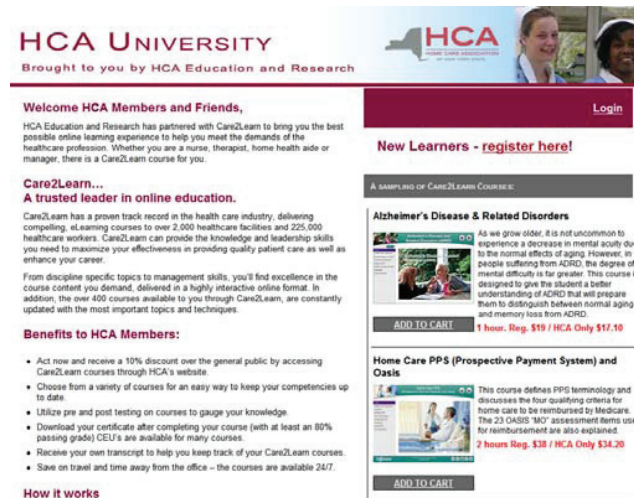 HCA UNIVERSITY
Brought to you by HCA Education and Research
HCA
HOME CARE ASSOCIATION
OF NEW YORK STATE
Login
New Learners - register here!
Welcome HCA Members and Friends,
HCA Education and Research has partnered with Care2Learn to bring you the best
possible online learning experience to help you meet the demands of the
healthcare profession. Whether you are a nurse, therapist, home health aide or
manager, there is a Care2Learn course for you.
Care2Learn...
A trusted leader in online education.
Care2Learn has a proven track record in the health care industry, delivering
compelling, eLearning courses to over 2,000 healthcare facilities and 225,000
healthcare workers. Care2Learn can provide the knowledge and leadership skills
you need to maximize your effectiveness in providing quality patient care as well as
enhance your career.
From discipline specific topics to management skills, you'll find excellence in the
course content you demand, delivered in a highly interactive online format. In
addition, the over 400 courses available to you through Care2Learn, are constantly
updated with the most important topics and techniques.
Benefits to HCA Members:
• Act now and receive a 10% discount over the general public by accessing
Care2Learn courses through HCA's website.
• Choose from a variety of courses for an easy way to keep your competencies up
to date.
• Utilize pre and post testing on courses to gauge your knowledge.
• Download your certificate after completing your course (with at least an 80%
passing grade) CEU's are available for many courses.
• Receive your own transcript to help you keep track of your Care2Learn courses.
• Save on travel and time away from the office – the courses are available 24/7.
How it works
A SAMPLING OF CARE2LEARN COURSES:
Alzheimer's Disease & Related Disorders
As we grow older, it is not uncommon to
experience a decrease in mental acuity due
to the normal effects of aging. However, in
people suffering from ADRD, the degree of
mental difficulty is far greater. This course i
designed to give the student a better
understanding of ADRD that will prepare
them to distinguish between normal aging
and memory loss from ADRD.
ADD TO CART
1 hour. Reg. $19 / HCA Only $17.10
Home Care PPS (Prospective Payment System) and
Oasis
This course defines PPS terminology and
discusses the four qualifying criteria for
home care to be reimbursed by Medicare.
The 23 OASIS "MO" assessment items use
for reimbursement are also explained.
2 hours Reg. $38 / HCA Only $34.20
ADD TO CART